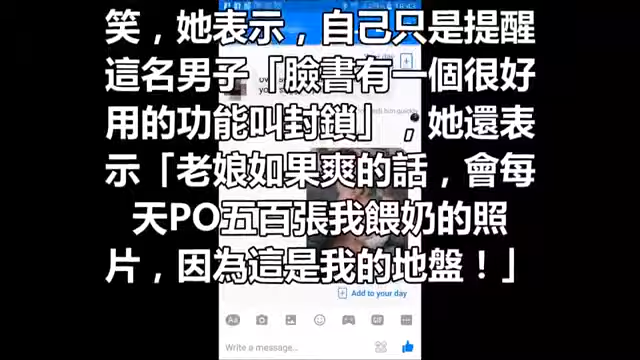 笑，她表示，自己只是提醒
這名男子「臉書有一個很好
用的功能叫封鎖」，她還表
示「老娘如果爽的話，會每
天PO五百張我餵奶的照
片，因為這是我的地盤！」
Add to your day
Aa
GIF
Write a message...